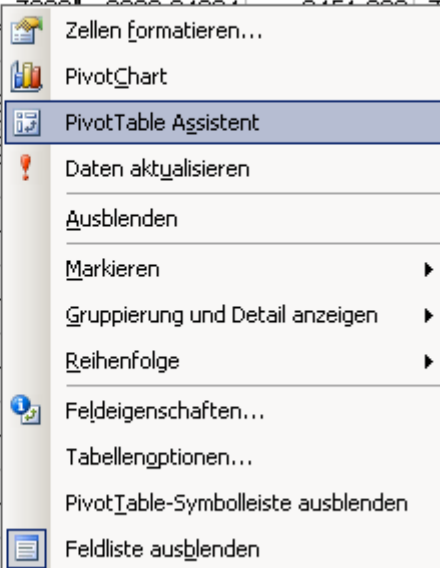 Zellen formatieren...
PivotChart
PivotTable Assistent
Daten aktualisieren
Ausblenden
Markieren
Gruppierung und Detail anzeigen
Reihenfolge
Feldeigenschaften...
Tabellenoptionen...
PivotTable-Symbolleiste ausblenden
Feldliste ausblenden